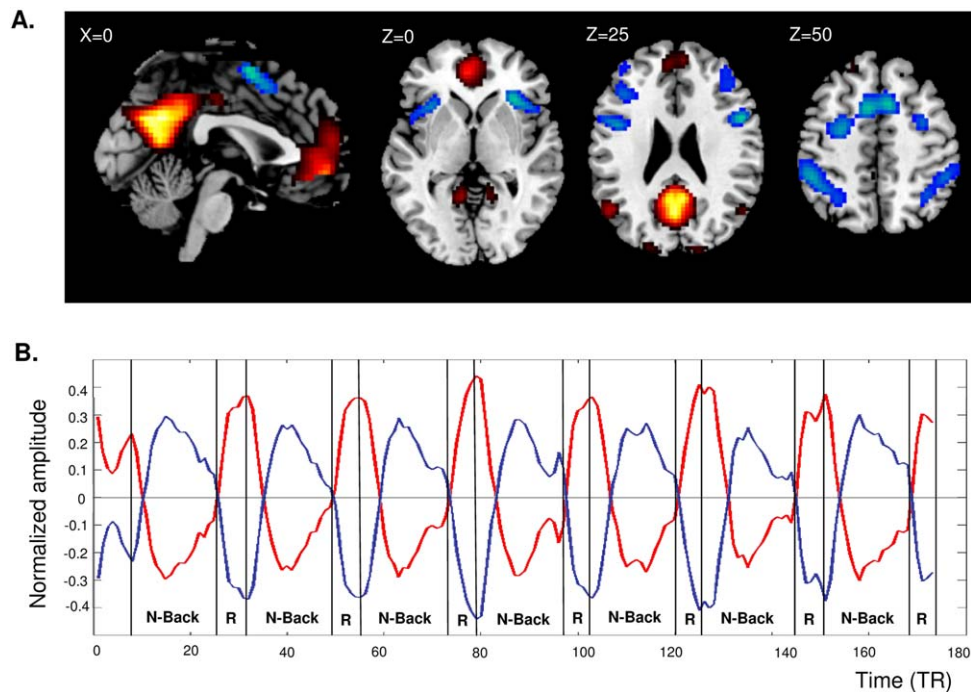 A.
X=0 Z=0 Z=25 Z=50
B.
0.4
0.3
0.2
0.1
0
-0.1
-0.2
-0.3
-0.4
Normalized amplitude
N-Back R N-Back R N-Back R N-Back R N-Back R N-Back R N-Back R
0 20 40 60 80 100 120 140 160 180
Time (TR)